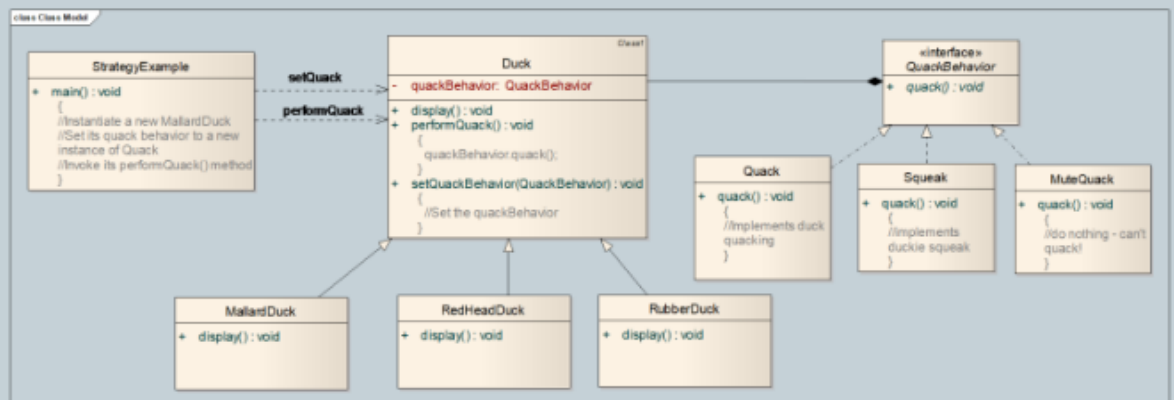 class Class Model
StrategyExample
+ main() : void
{
//Instantiate a new MallardDuck
//Set its quack behavior to a new
instance of Quack
//Invoke its performQuack() method
}
setQuack
performQuack
Class1
Duck
- quackBehavior: QuackBehavior
+ display() : void
+ performQuack() : void
{
quackBehavior.quack();
}
+ setQuackBehavior(QuackBehavior) : void
{
//Set the quackBehavior
}
«interface»
QuackBehavior
+ quack() : void
Quack
+ quack() : void
{
//Implements duck
quacking
}
Squeak
+ quack() : void
{
//implements
duckie squeak
}
MuteQuack
+ quack() : void
{
//do nothing - can't
quack!
}
MallardDuck
+ display() : void
RedHeadDuck
+ display() : void
RubberDuck
+ display() : void